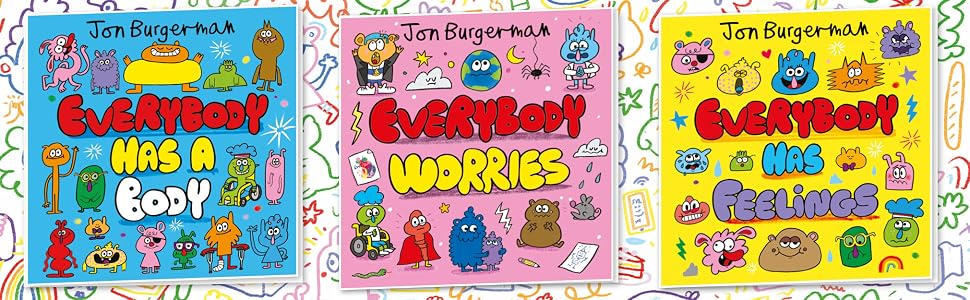 Jon Burgerman
EVERYBODY
HAS A
BODY
Jon Burgerman
EVERYBODY
WORRIES
Jon Burgerman
EVERYBODY
HAS
FEELINGS